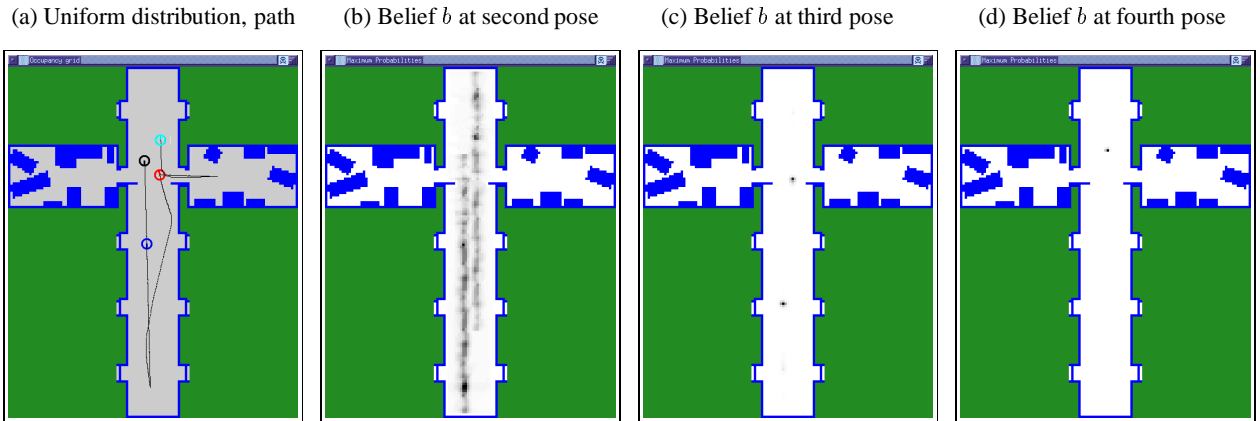 (a) Uniform distribution, path (b) Belief b at second pose (c) Belief b at third pose (d) Belief b at fourth pose
Occupancy grid Maximum Probabilities Maximum Probabilities Maximum Probabilities